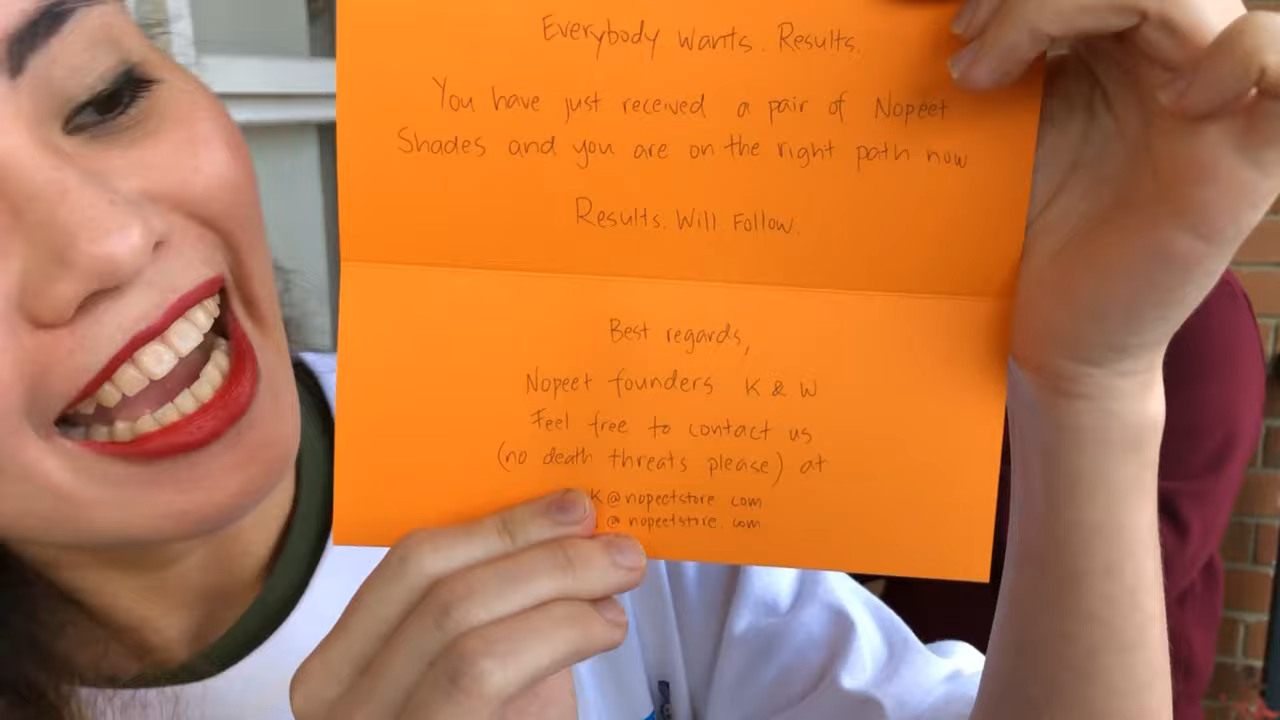 Everybody Wants. Results.
You have just received a pair of Nopeet
Shades and you are on the right path now
Results. Will. Follow.
Best regards,
Nopeet founders K & W
Feel free to contact us
(no death threats please) at
K@nopeetstore com
@nopeetstore.com